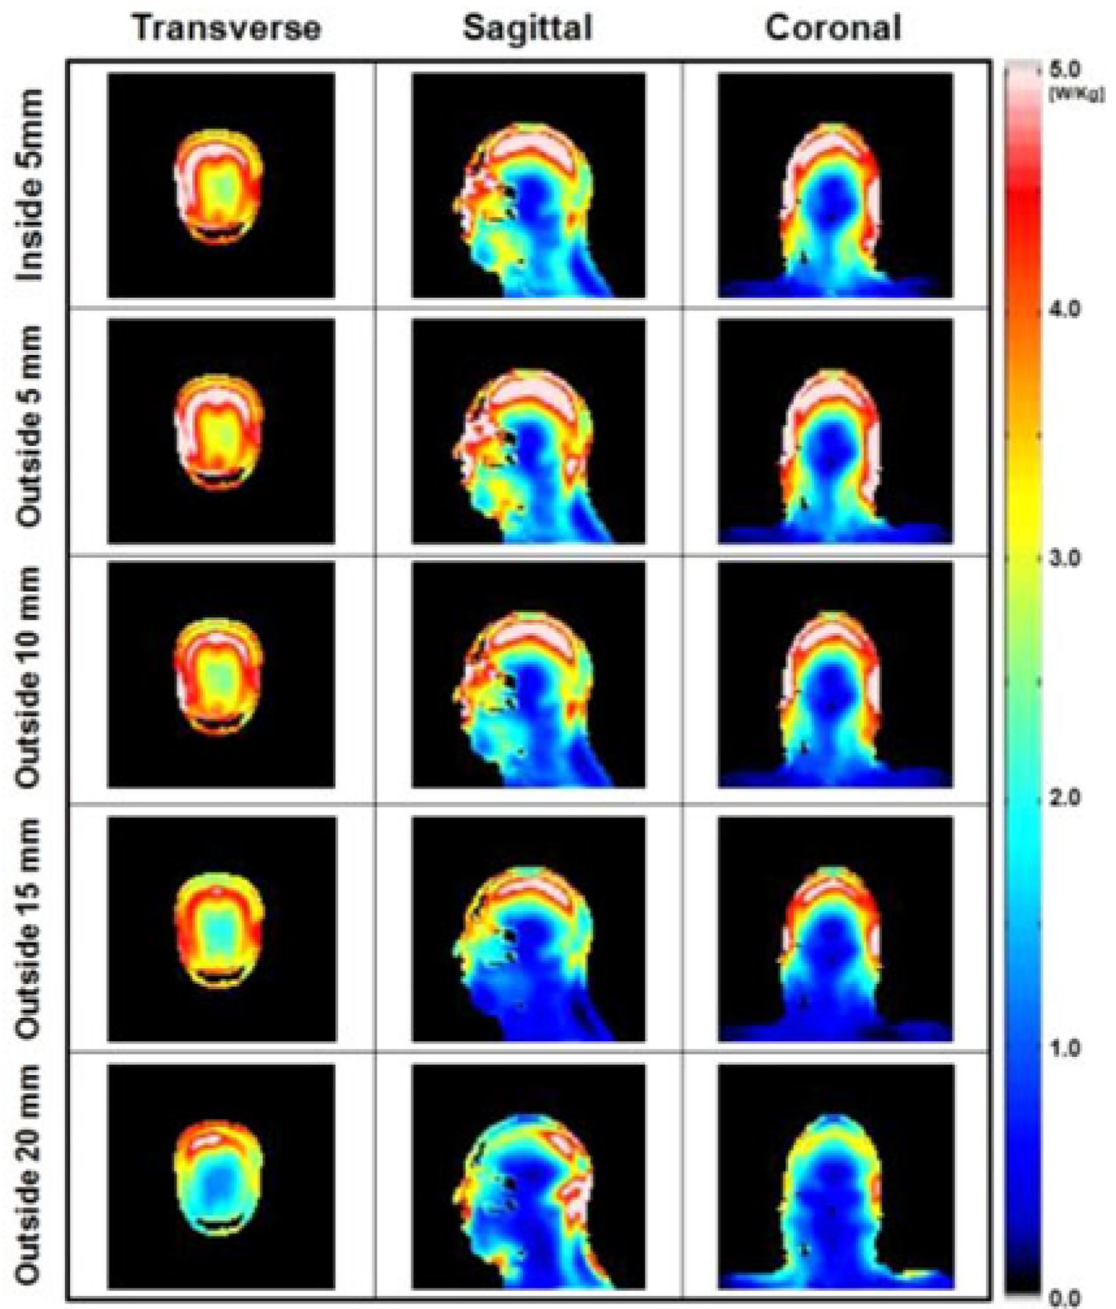 Transverse Sagittal Coronal
5.0
[W/Kg]
Inside 5mm
4.0
Outside 5 mm
3.0
Outside 10 mm
2.0
Outside 15 mm
1.0
Outside 20 mm
0.0